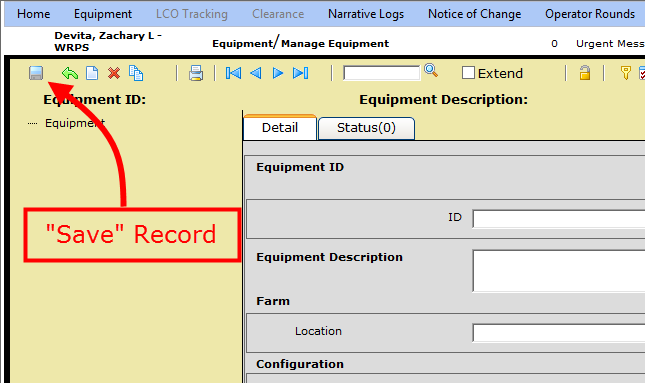 Home Equipment LCO Tracking Clearance Narrative Logs Notice of Change Operator Rounds
Devita, Zachary L -
WRPS
Equipment/Manage Equipment
0 Urgent Mess
Extend
Equipment ID:
Equipment Description:
Equipment
Detail Status(0)
Equipment ID
ID
"Save" Record
Equipment Description
Farm
Location
Configuration